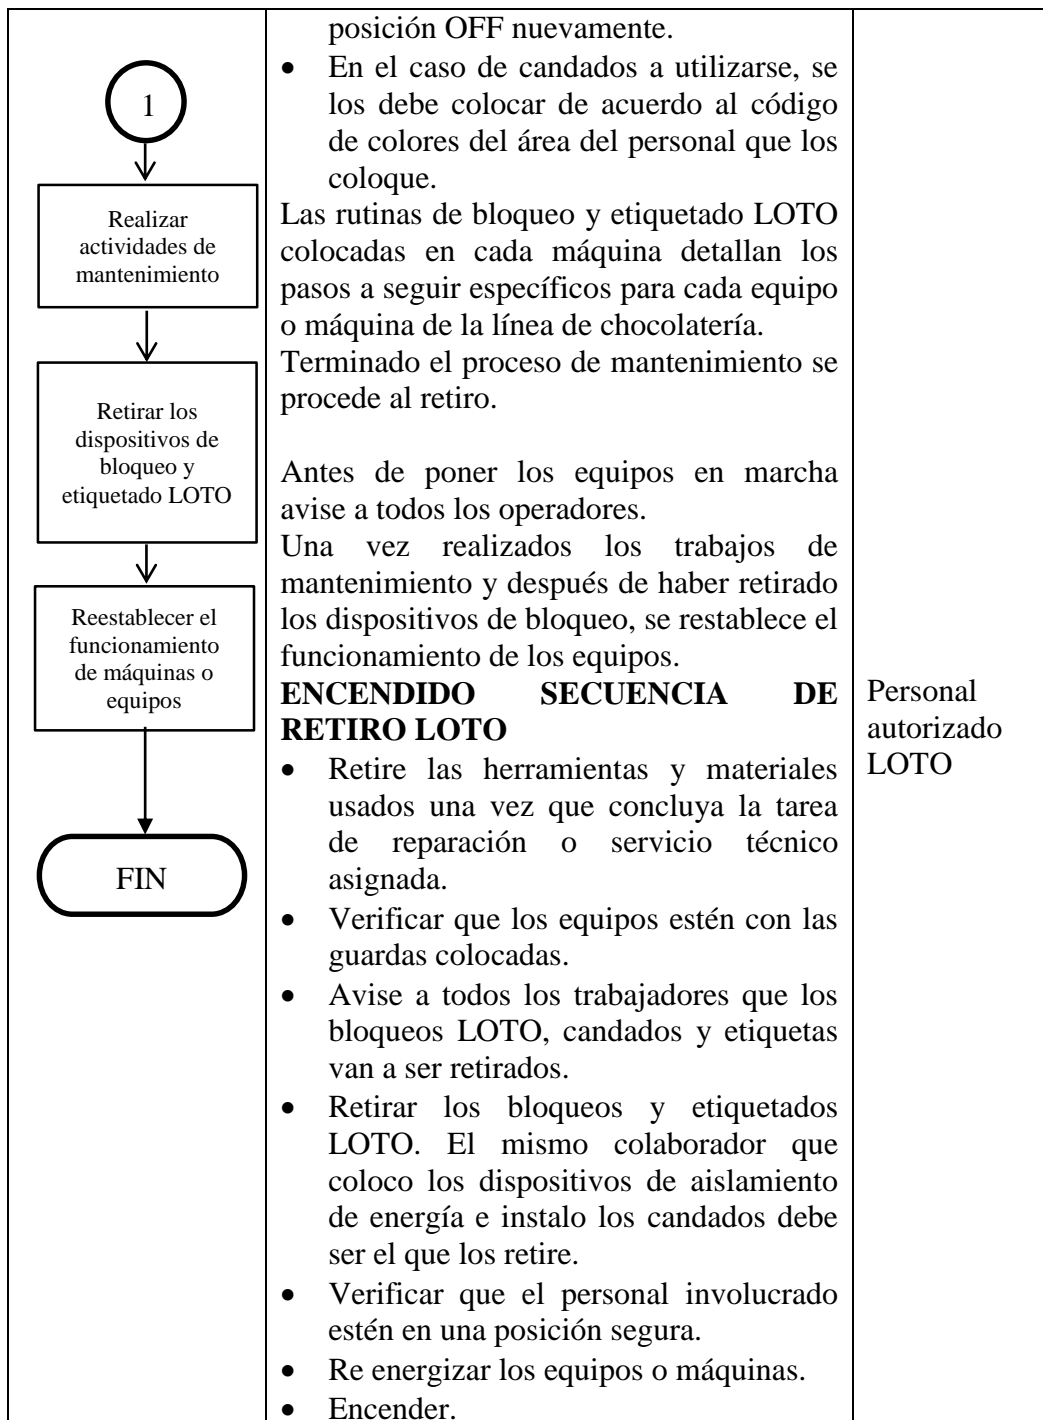 1
Realizar
actividades de
mantenimiento
Retirar los
dispositivos de
bloqueo y
etiquetado LOTO
Reestablecer el
funcionamiento
de máquinas o
equipos
FIN
posición OFF nuevamente.
• En el caso de candados a utilizarse, se
los debe colocar de acuerdo al código
de colores del área del personal que los
coloque.
Las rutinas de bloqueo y etiquetado LOTO
colocadas en cada máquina detallan los
pasos a seguir específicos para cada equipo
o máquina de la línea de chocolatería.
Terminado el proceso de mantenimiento se
procede al retiro.
Antes de poner los equipos en marcha
avise a todos los operadores.
Una vez realizados los trabajos de
mantenimiento y después de haber retirado
los dispositivos de bloqueo, se restablece el
funcionamiento de los equipos.
ENCENDIDO SECUENCIA DE
RETIRO LOTO
• Retire las herramientas y materiales
usados una vez que concluya la tarea
de reparación o servicio técnico
asignada.
• Verificar que los equipos estén con las
guardas colocadas.
• Avise a todos los trabajadores que los
bloqueos LOTO, candados y etiquetas
van a ser retirados.
• Retirar los bloqueos y etiquetados
LOTO. El mismo colaborador que
coloco los dispositivos de aislamiento
de energía e instalo los candados debe
ser el que los retire.
• Verificar que el personal involucrado
estén en una posición segura.
• Re energizar los equipos o máquinas.
• Encender.
Personal
autorizado
LOTO